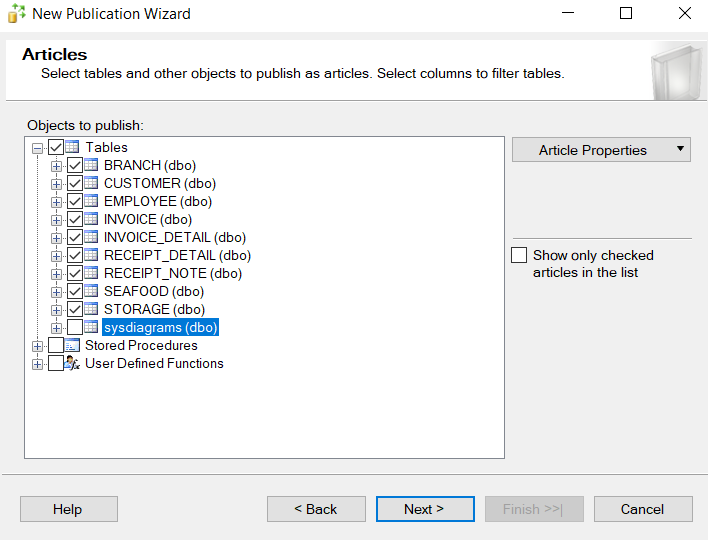 New Publication Wizard
Articles
Select tables and other objects to publish as articles. Select columns to filter tables.
Objects to publish:
Tables
BRANCH (dbo)
CUSTOMER (dbo)
EMPLOYEE (dbo)
INVOICE (dbo)
INVOICE_DETAIL (dbo)
RECEIPT_DETAIL (dbo)
RECEIPT_NOTE (dbo)
SEAFOOD (dbo)
STORAGE (dbo)
sysdiagrams (dbo)
Stored Procedures
User Defined Functions
Article Properties
Show only checked
articles in the list
Help
< Back
Next >
Finish >>|
Cancel